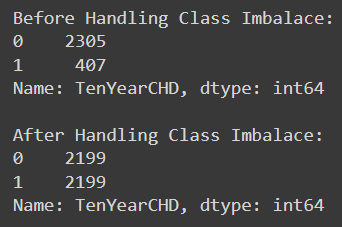 Before Handling Class Imbalace:
0    2305
1     407
Name: TenYearCHD, dtype: int64

After Handling Class Imbalace:
0    2199
1    2199
Name: TenYearCHD, dtype: int64